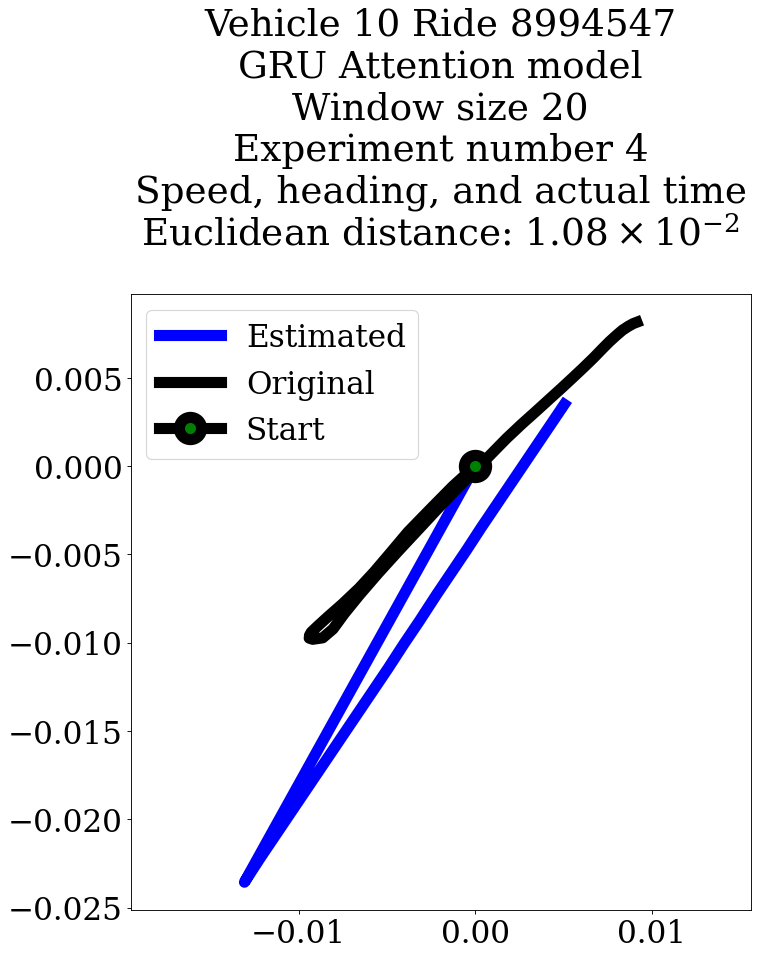 Vehicle 10 Ride 8994547
GRU Attention model
Window size 20
Experiment number 4
Speed, heading, and actual time
Euclidean distance: 1.08 × 10⁻²
Estimated
Original
Start
0.005
0.000
−0.005
−0.010
−0.015
−0.020
−0.025
−0.01
0.00
0.01